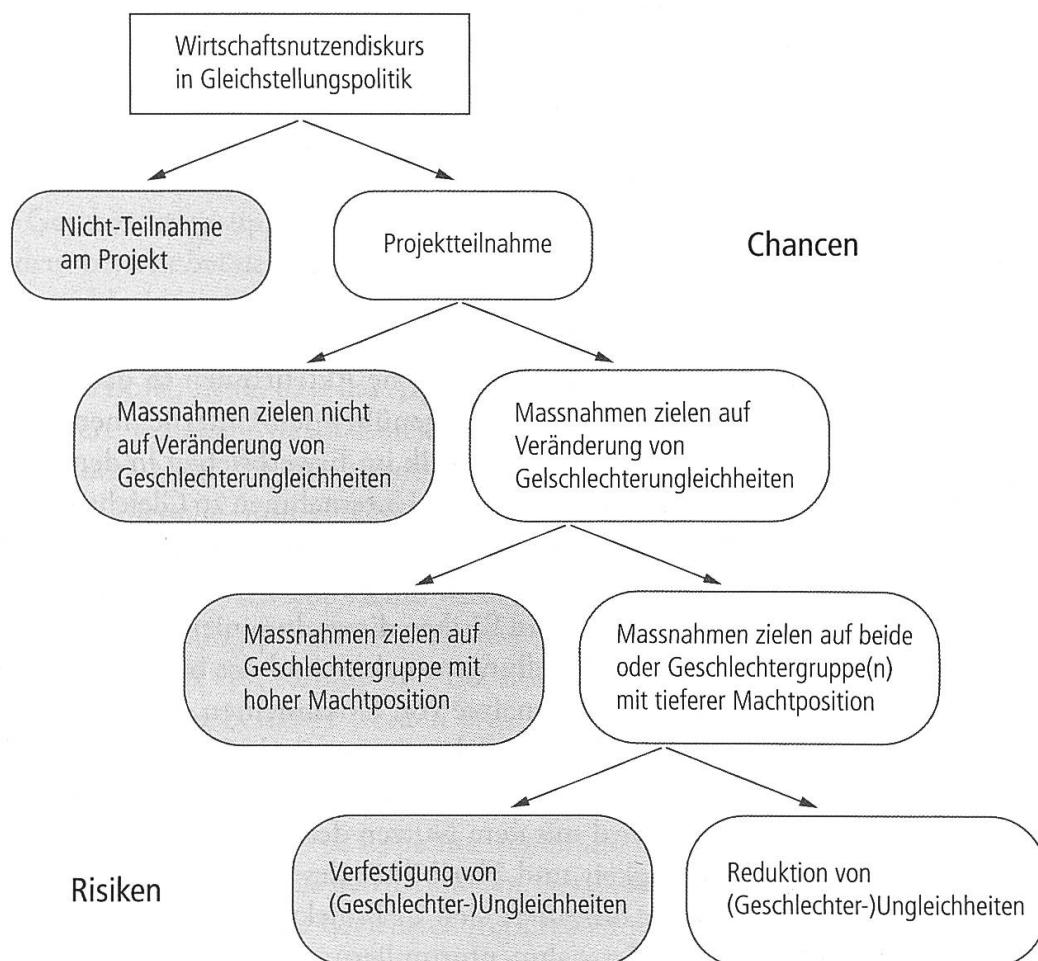 Wirtschaftsnutzendiskurs
in Gleichstellungspolitik
Nicht-Teilnahme
am Projekt
Projektteilnahme
Chancen
Massnahmen zielen nicht
auf Veränderung von
Geschlechterungleichheiten
Massnahmen zielen auf
Veränderung von
Gelschlechterungleichheiten
Massnahmen zielen auf
Geschlechtergruppe mit
hoher Machtposition
Massnahmen zielen auf beide
oder Geschlechtergruppe(n)
mit tieferer Machtposition
Risiken
Verfestigung von
(Geschlechter-)Ungleichheiten
Reduktion von
(Geschlechter-)Ungleichheiten